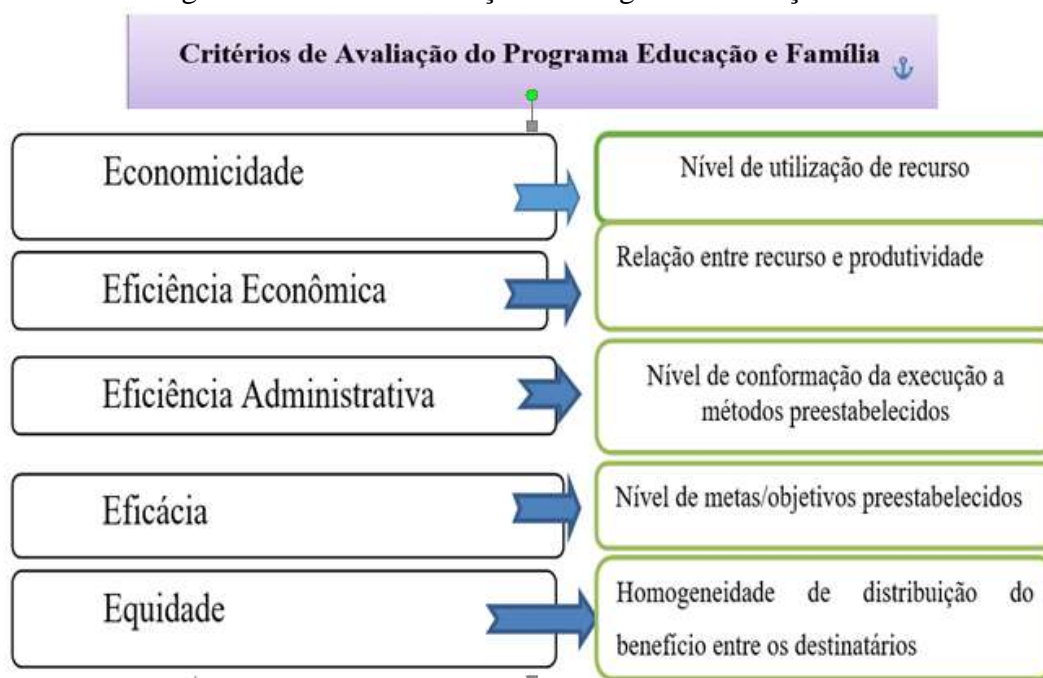 Critérios de Avaliação do Programa Educação e Família
Economicidade
Nível de utilização de recurso
Eficiência Econômica
Relação entre recurso e produtividade
Eficiência Administrativa
Nível de conformação da execução a
métodos preestabelecidos
Eficácia
Nível de metas/objetivos preestabelecidos
Equidade
Homogeneidade de distribuição do
benefício entre os destinatários